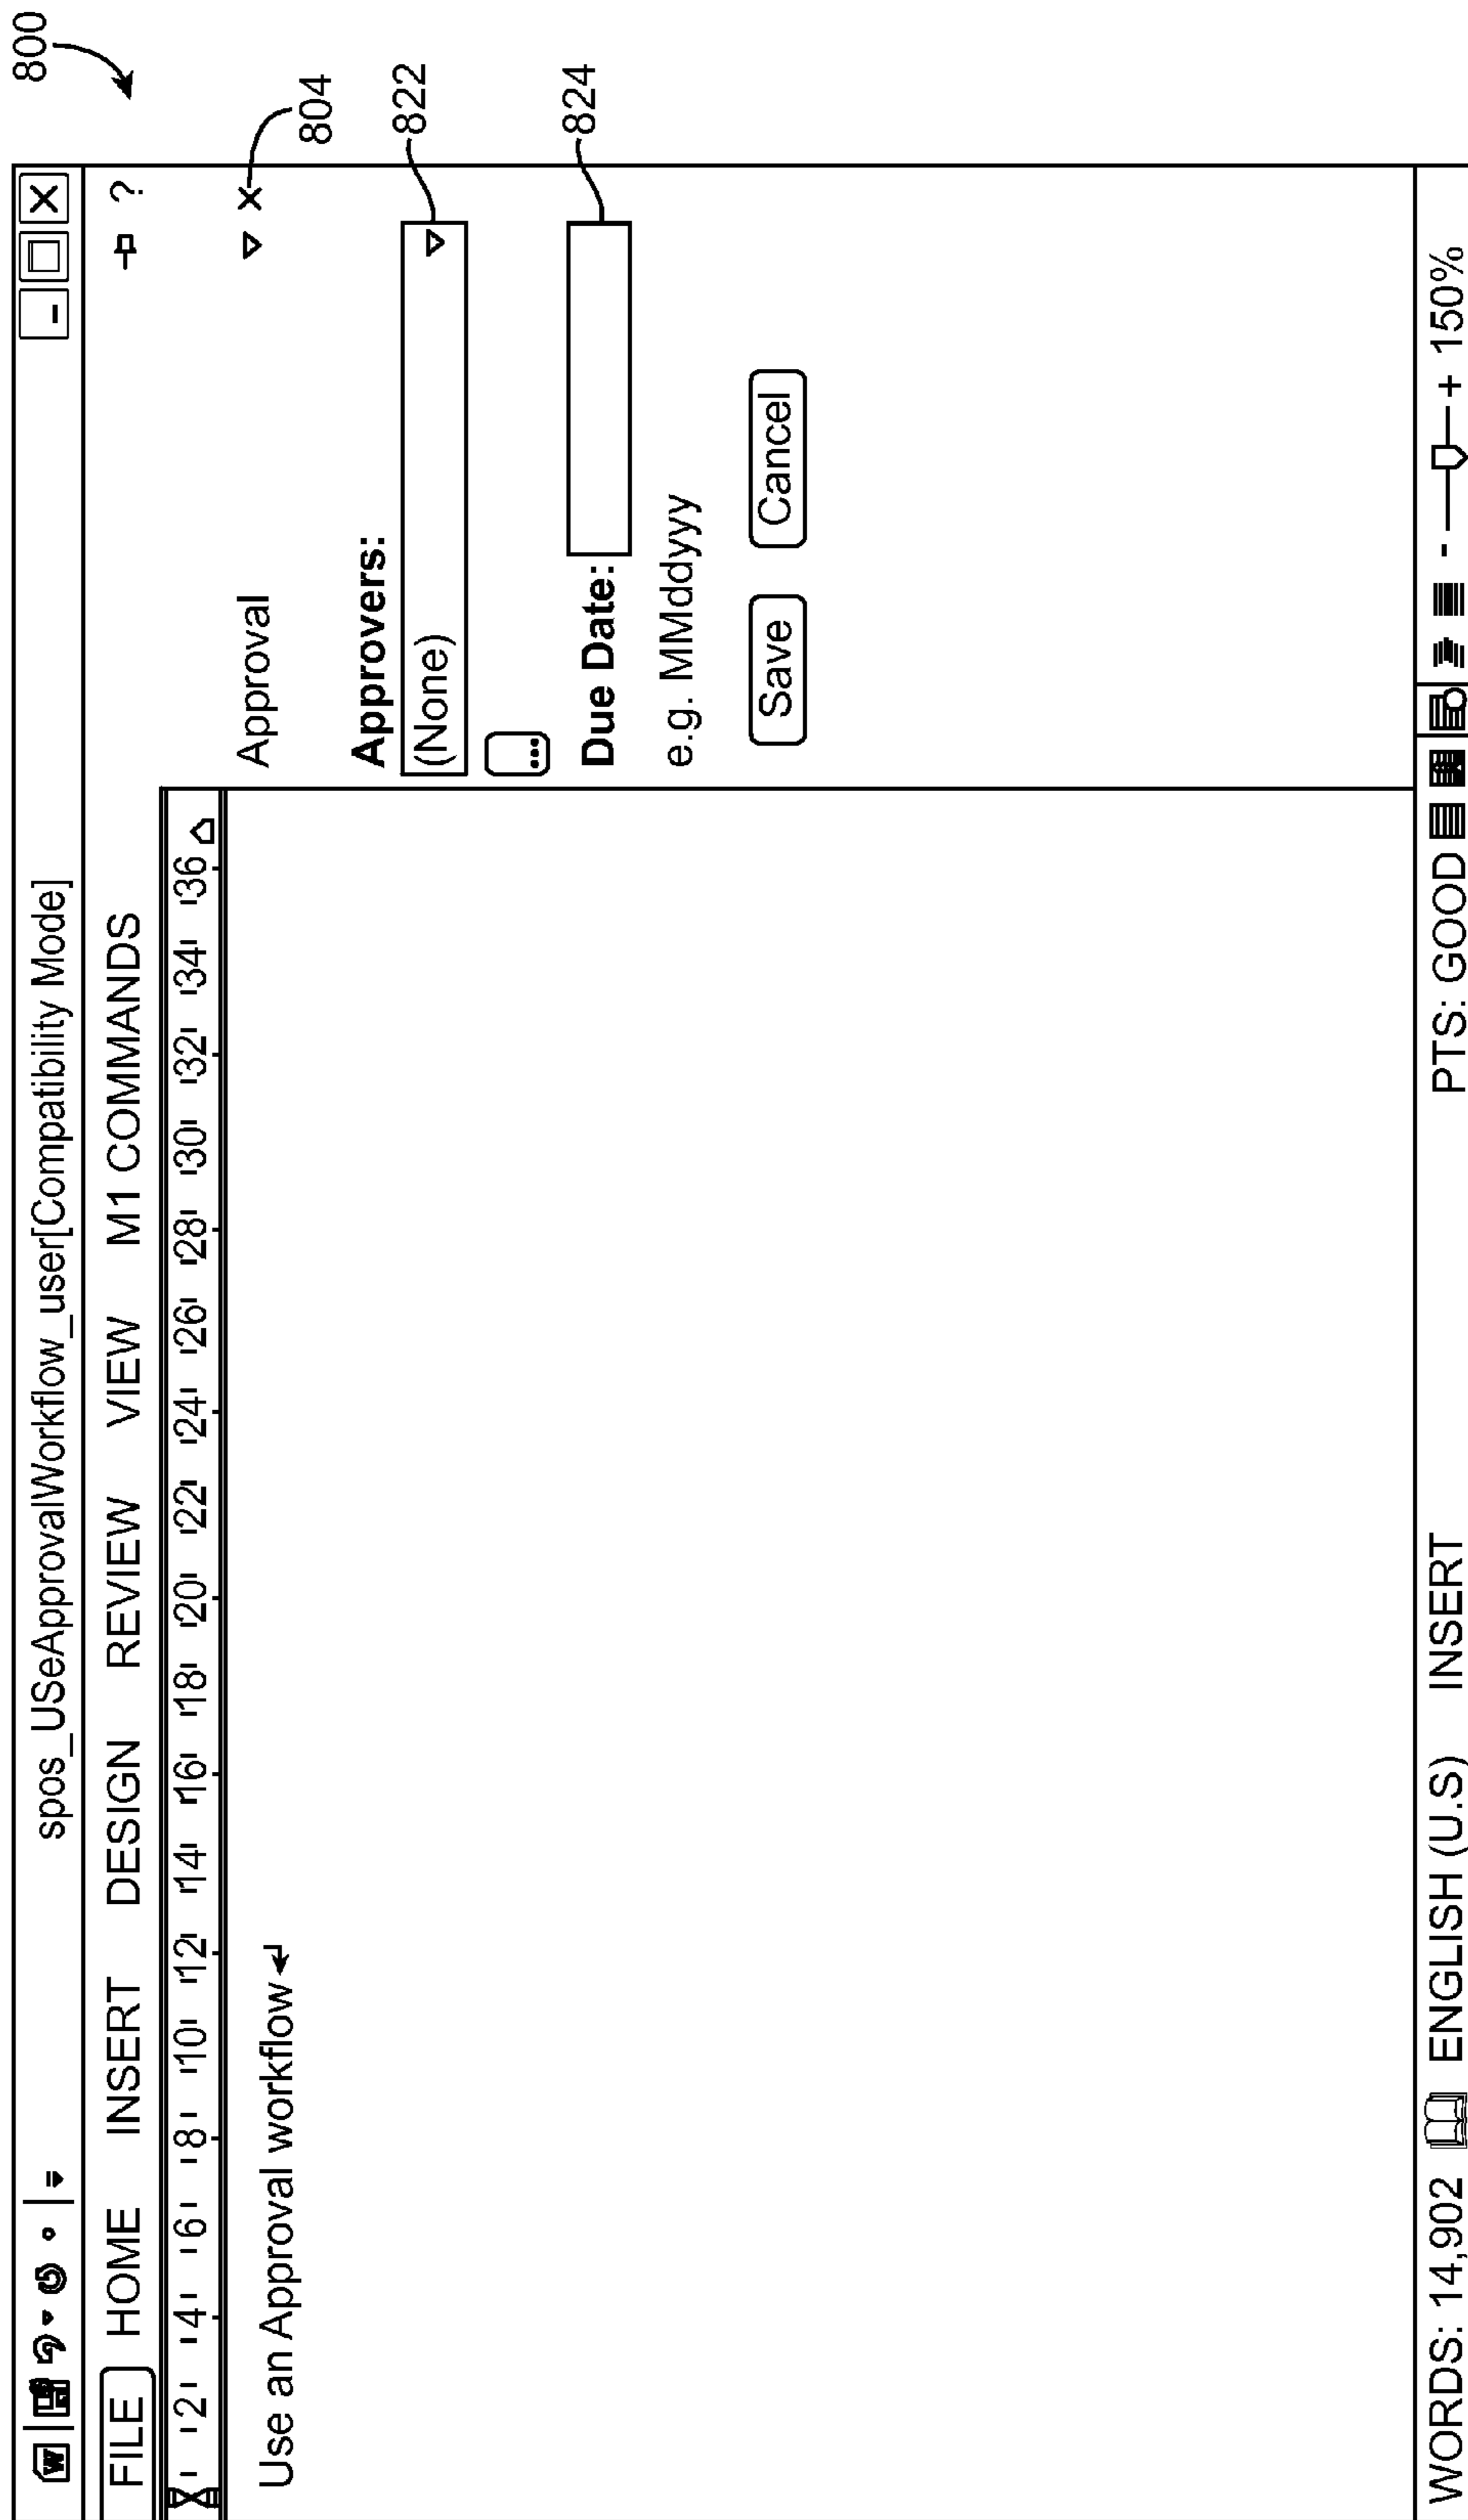 800
spos_USeApprovalWorkflow_user[Compatibility Mode]
FILE HOME INSERT DESIGN REVIEW VIEW M1 COMMANDS ?
2 4 6 8 10 12 14 16 18 20 22 24 26 28 30 32 34 36
Use an Approval workflow
Approval
804
Approvers:
(None)
822
Due Date:
824
e.g. MMddyyy
Save Cancel
WORDS: 14,902 ENGLISH (U.S) INSERT PTS: GOOD - + 150%